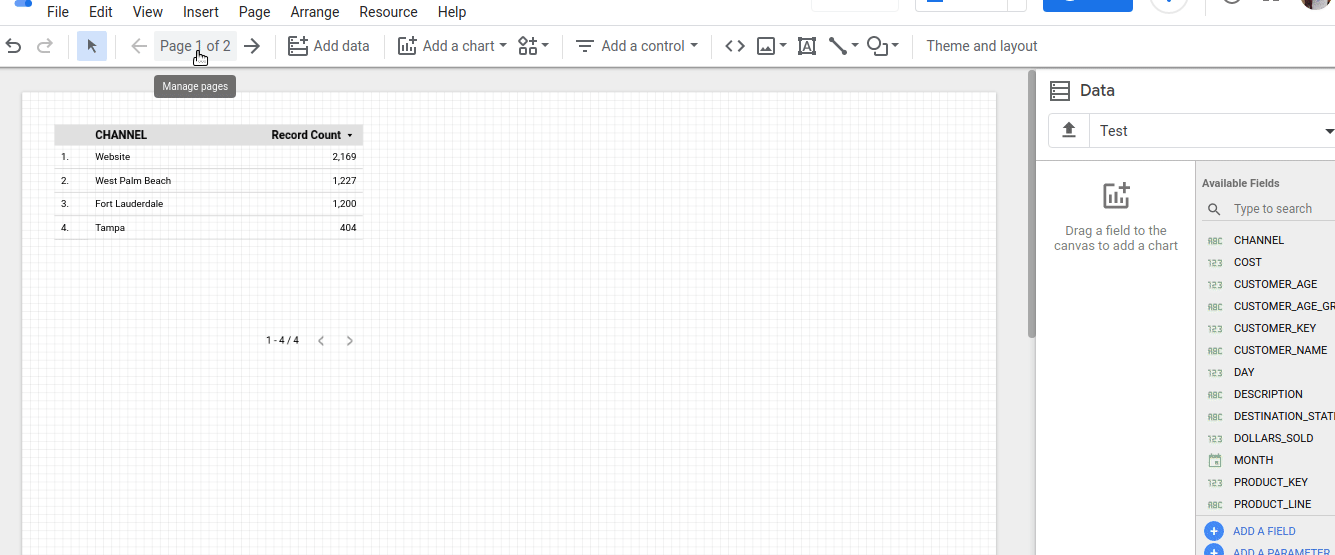 File Edit View Insert Page Arrange Resource Help
Page 1 of 2 Add data Add a chart Add a control Theme and layout
Manage pages
CHANNEL Record Count
1. Website 2,169
2. West Palm Beach 1,227
3. Fort Lauderdale 1,200
4. Tampa 404
1 - 4 / 4
Data
Test
Drag a field to the
canvas to add a chart
Available Fields
Type to search
ABC CHANNEL
123 COST
123 CUSTOMER_AGE
ABC CUSTOMER_AGE_GR
123 CUSTOMER_KEY
ABC CUSTOMER_NAME
123 DAY
ABC DESCRIPTION
ABC DESTINATION_STAT
123 DOLLARS_SOLD
MONTH
123 PRODUCT_KEY
ABC PRODUCT_LINE
ADD A FIELD
ADD A PARAMETER